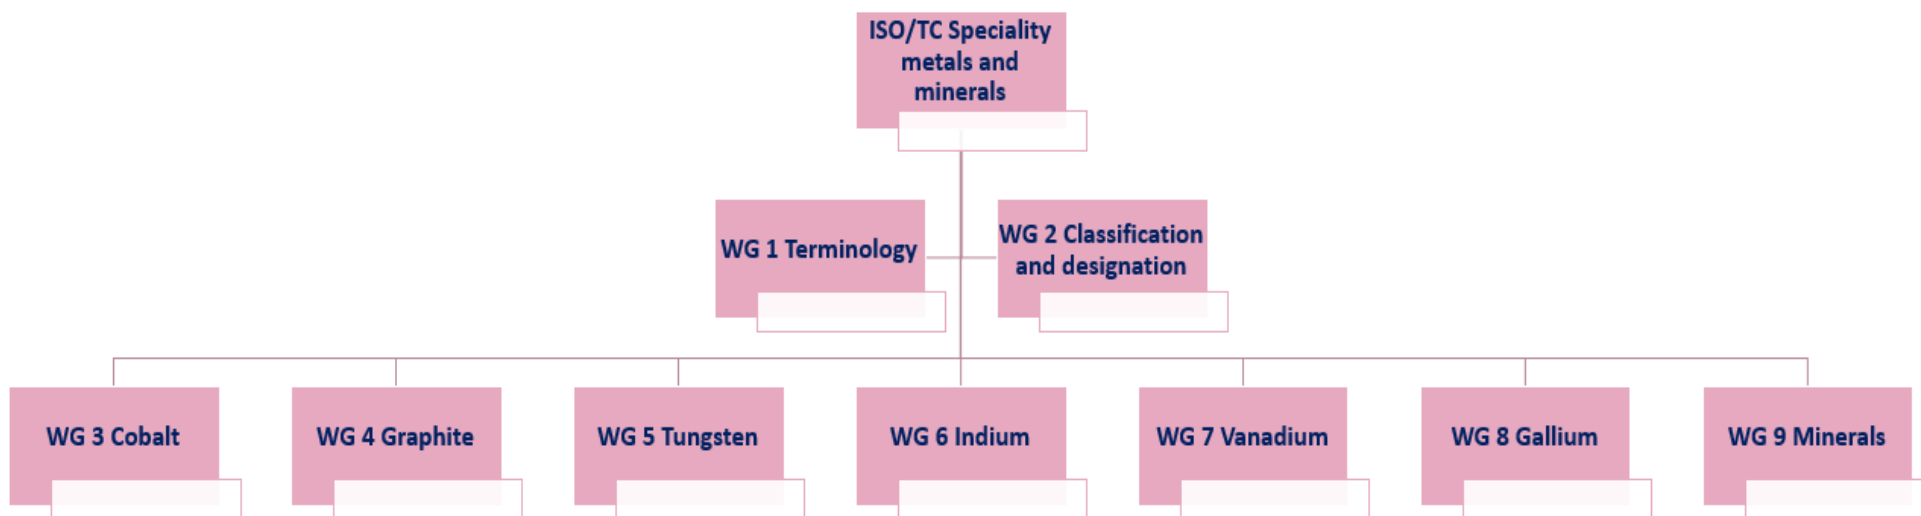 ISO/TC Speciality
metals and
minerals
WG 1 Terminology
WG 2 Classification
and designation
WG 3 Cobalt
WG 4 Graphite
WG 5 Tungsten
WG 6 Indium
WG 7 Vanadium
WG 8 Gallium
WG 9 Minerals